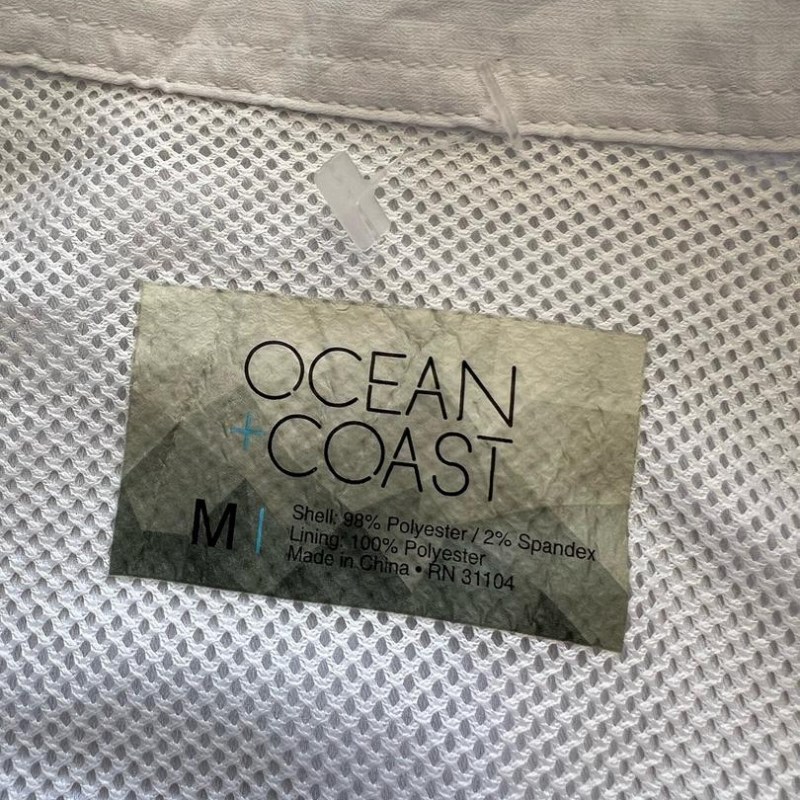 OCEAN
+COAST
M | Shell: 98% Polyester / 2% Spandex
Lining: 100% Polyester
Made in China • RN 31104